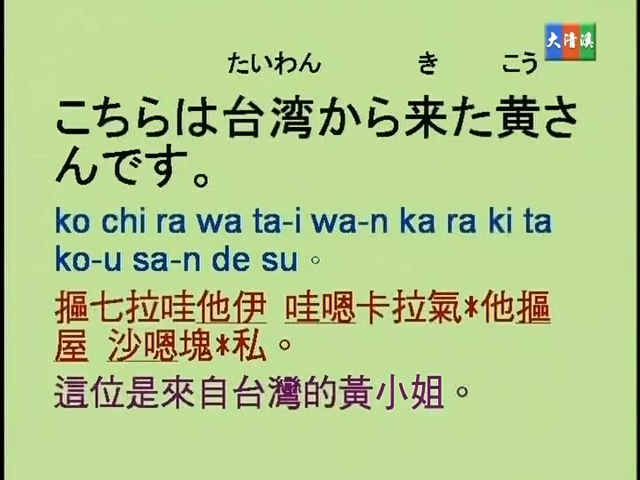 大清溪
たいわん き こう
こちらは台湾から来た黄さ
んです。
ko chi ra wa ta-i wa-n ka ra ki ta
ko-u sa-n de su。
摳七拉哇他伊 哇嗯卡拉氣*他摳
屋 沙嗯塊*私。
這位是來自台灣的黃小姐。